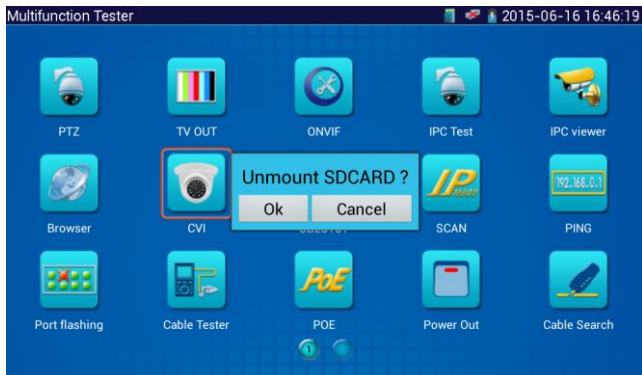 Multifunction Tester
2015-06-16 16:46:19
PTZ
TV OUT
ONVIF
IPC Test
IPC viewer
Unmount SDCARD ?
Ok
Cancel
IP
192.168.0.1
Browser
CVI
SCAN
PING
PoE
Port flashing
Cable Tester
POE
Power Out
Cable Search
1